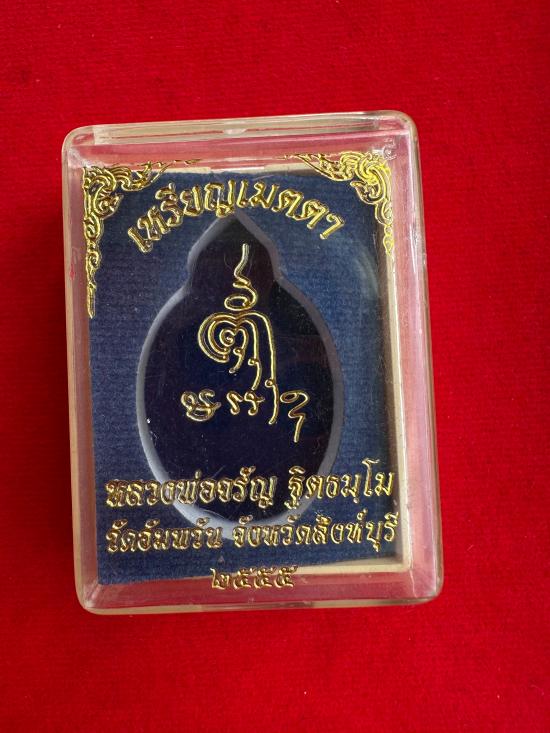 เหรียญเมตตา
หลวงพ่อจรัญ ฐิตธมฺโม
วัดอัมพวัน จังหวัดสิงห์บุรี
๒๕๕๕